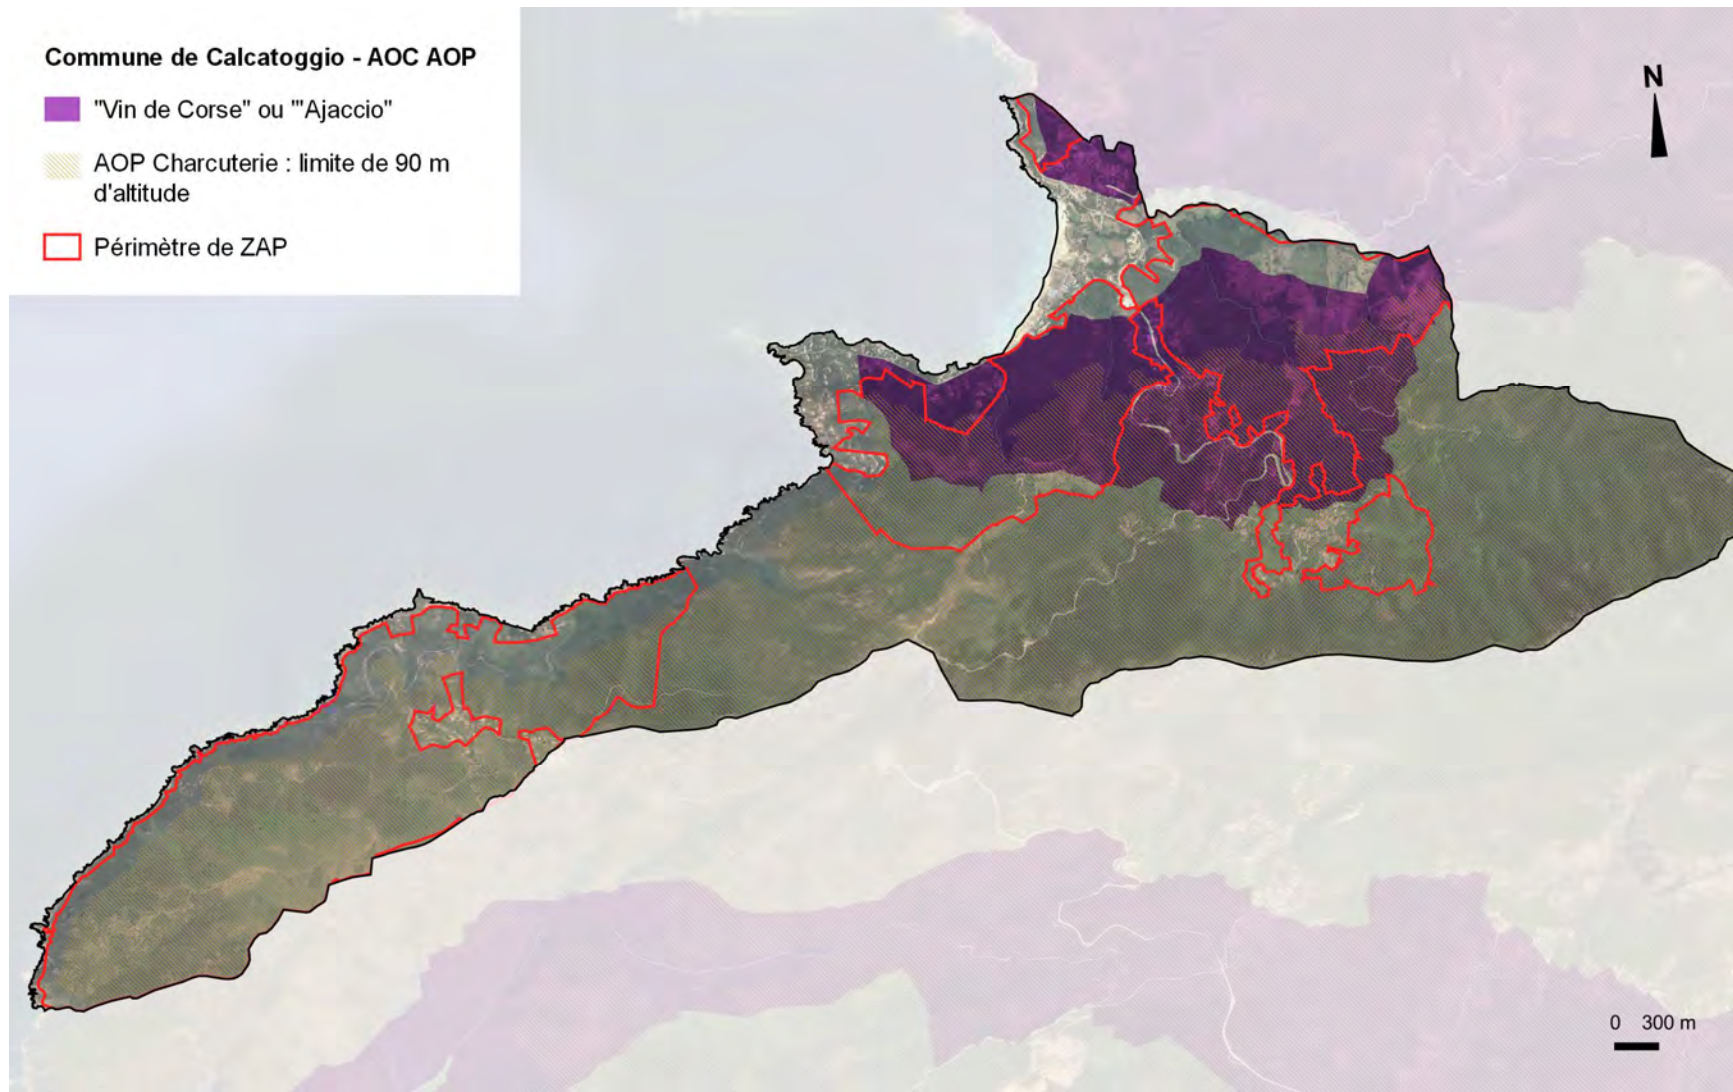 Commune de Calcatoggio - AOC AOP
"Vin de Corse" ou "'Ajaccio"
AOP Charcuterie : limite de 90 m
d'altitude
Périmètre de ZAP
N
0 300 m